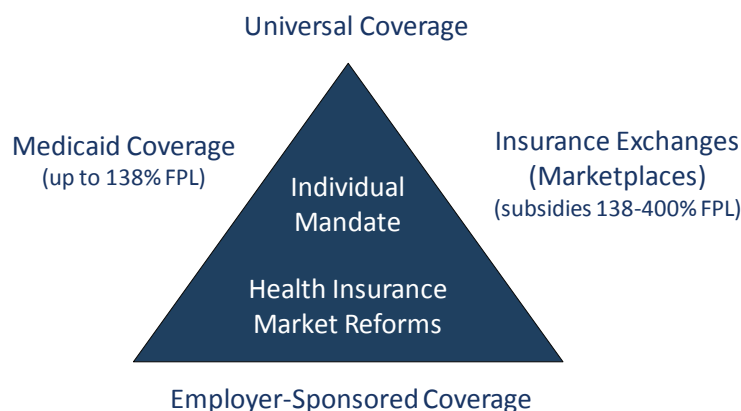 Universal Coverage
Medicaid Coverage
(up to 138% FPL)
Insurance Exchanges
(Marketplaces)
(subsidies 138-400% FPL)
Individual
Mandate
Health Insurance
Market Reforms
Employer-Sponsored Coverage